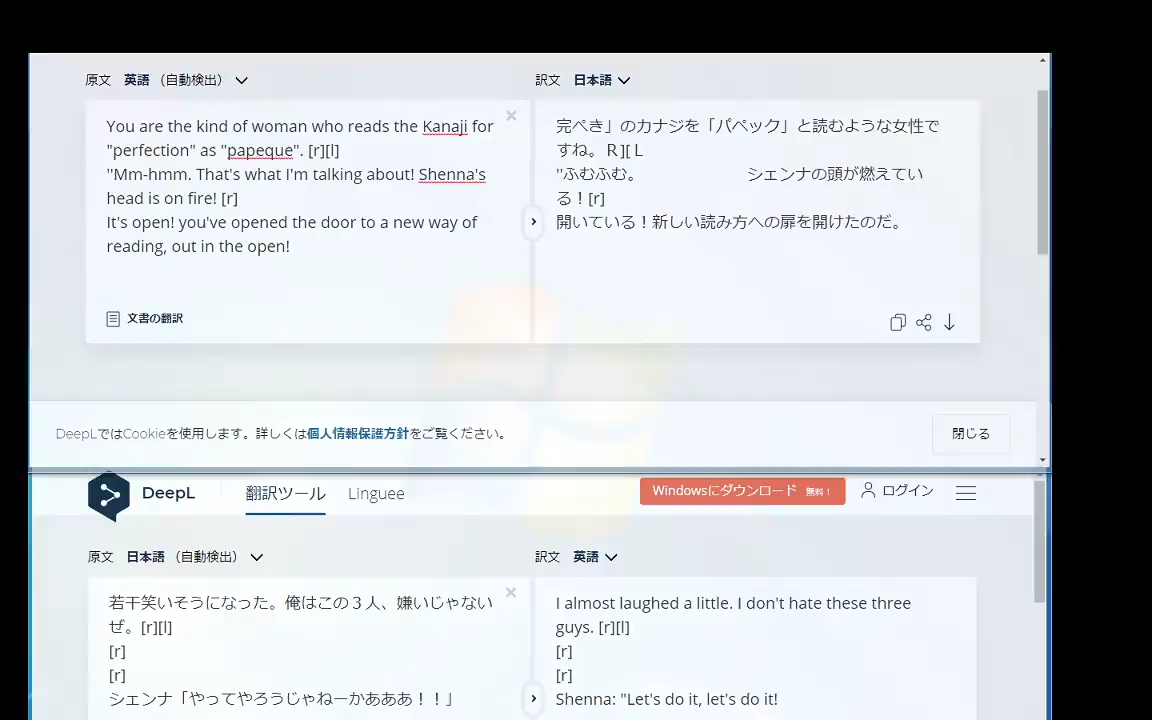 原文 英語 （自動検出）
訳文 日本語
You are the kind of woman who reads the Kanaji for
"perfection" as "papeque". [r][l]
"Mm-hmm. That's what I'm talking about! Shenna's
head is on fire! [r]
It's open! you've opened the door to a new way of
reading, out in the open!
完ぺき」のカナジを「パペック」と読むような女性で
すね。Ｒ][Ｌ
"ふむふむ。 シェンナの頭が燃えてい
る！[r]
開いている！新しい読み方への扉を開けたのだ。
文書の翻訳
DeepLではCookieを使用します。詳しくは個人情報保護方針をご覧ください。
閉じる
DeepL 翻訳ツール Linguee
Windowsにダウンロード 無料！ ログイン
原文 日本語 （自動検出）
訳文 英語
若干笑いそうになった。俺はこの３人、嫌いじゃない
ぜ。[r][l]
[r]
[r]
シェンナ「やってやろうじゃねーかあああ！！」
I almost laughed a little. I don't hate these three
guys. [r][l]
[r]
[r]
Shenna: "Let's do it, let's do it!